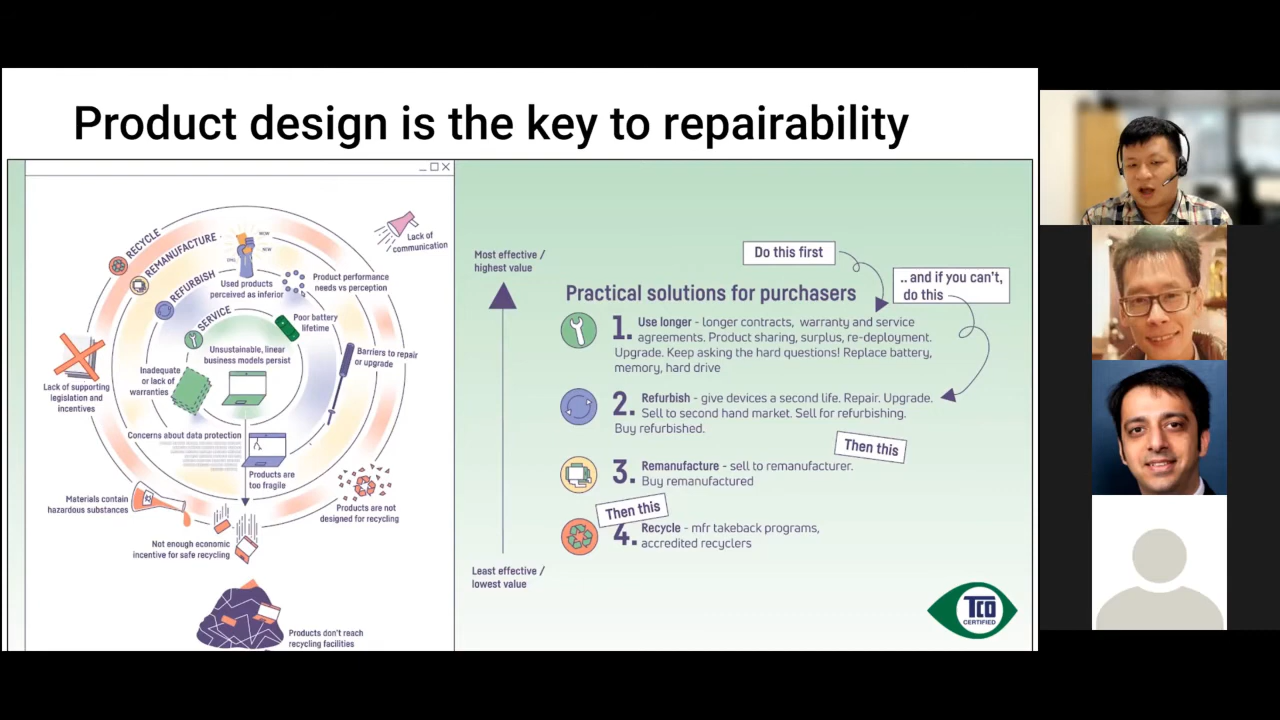 Product design is the key to repairability
RECYCLE
REMANUFACTURE
REFURBISH
SERVICE
WOW
NEW
Lack of
communication
Used products
perceived as inferior
Product performance
needs vs perception
Poor battery
lifetime
Unsustainable, linear
business models persist
Barriers to repair
or upgrade
Inadequate
or lack of
warranties
Lack of supporting
legislation and
incentives
Concerns about data protection
Products are
too fragile
Materials contain
hazardous substances
Products are not
designed for recycling
Not enough economic
incentive for safe recycling
Products don't reach
recycling facilities
Most effective /
highest value
Least effective /
lowest value
Do this first
.. and if you can't,
do this
Practical solutions for purchasers
1. Use longer - longer contracts, warranty and service
agreements. Product sharing, surplus, re-deployment.
Upgrade. Keep asking the hard questions! Replace battery,
memory, hard drive
2. Refurbish - give devices a second life. Repair. Upgrade.
Sell to second hand market. Sell for refurbishing.
Buy refurbished.
Then this
3. Remanufacture - sell to remanufacturer.
Buy remanufactured
Then this
4. Recycle - mfr takeback programs,
accredited recyclers
TCO
CERTIFIED